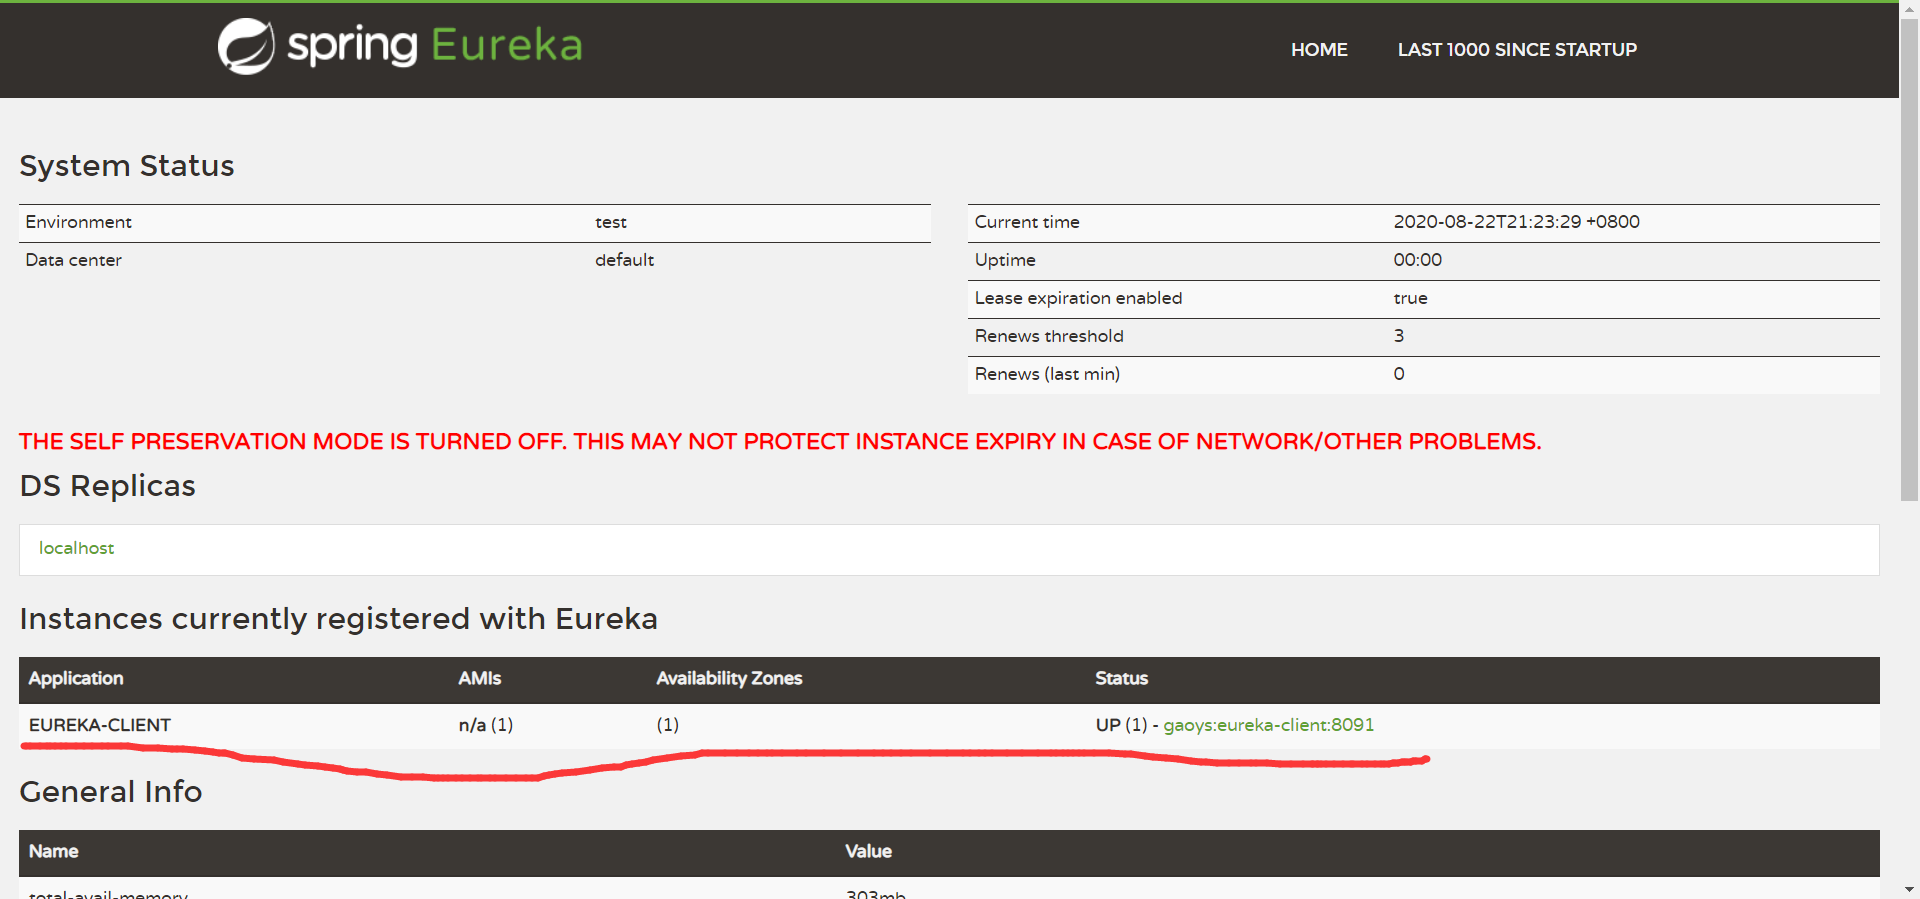 spring Eureka
HOME LAST 1000 SINCE STARTUP
System Status
Environment test
Data center default
Current time 2020-08-22T21:23:29 +0800
Uptime 00:00
Lease expiration enabled true
Renews threshold 3
Renews (last min) 0
THE SELF PRESERVATION MODE IS TURNED OFF. THIS MAY NOT PROTECT INSTANCE EXPIRY IN CASE OF NETWORK/OTHER PROBLEMS.
DS Replicas
localhost
Instances currently registered with Eureka
Application AMIs Availability Zones Status
EUREKA-CLIENT n/a (1) (1) UP (1) - gaoys:eureka-client:8091
General Info
Name Value
total-avail-memory 303mb